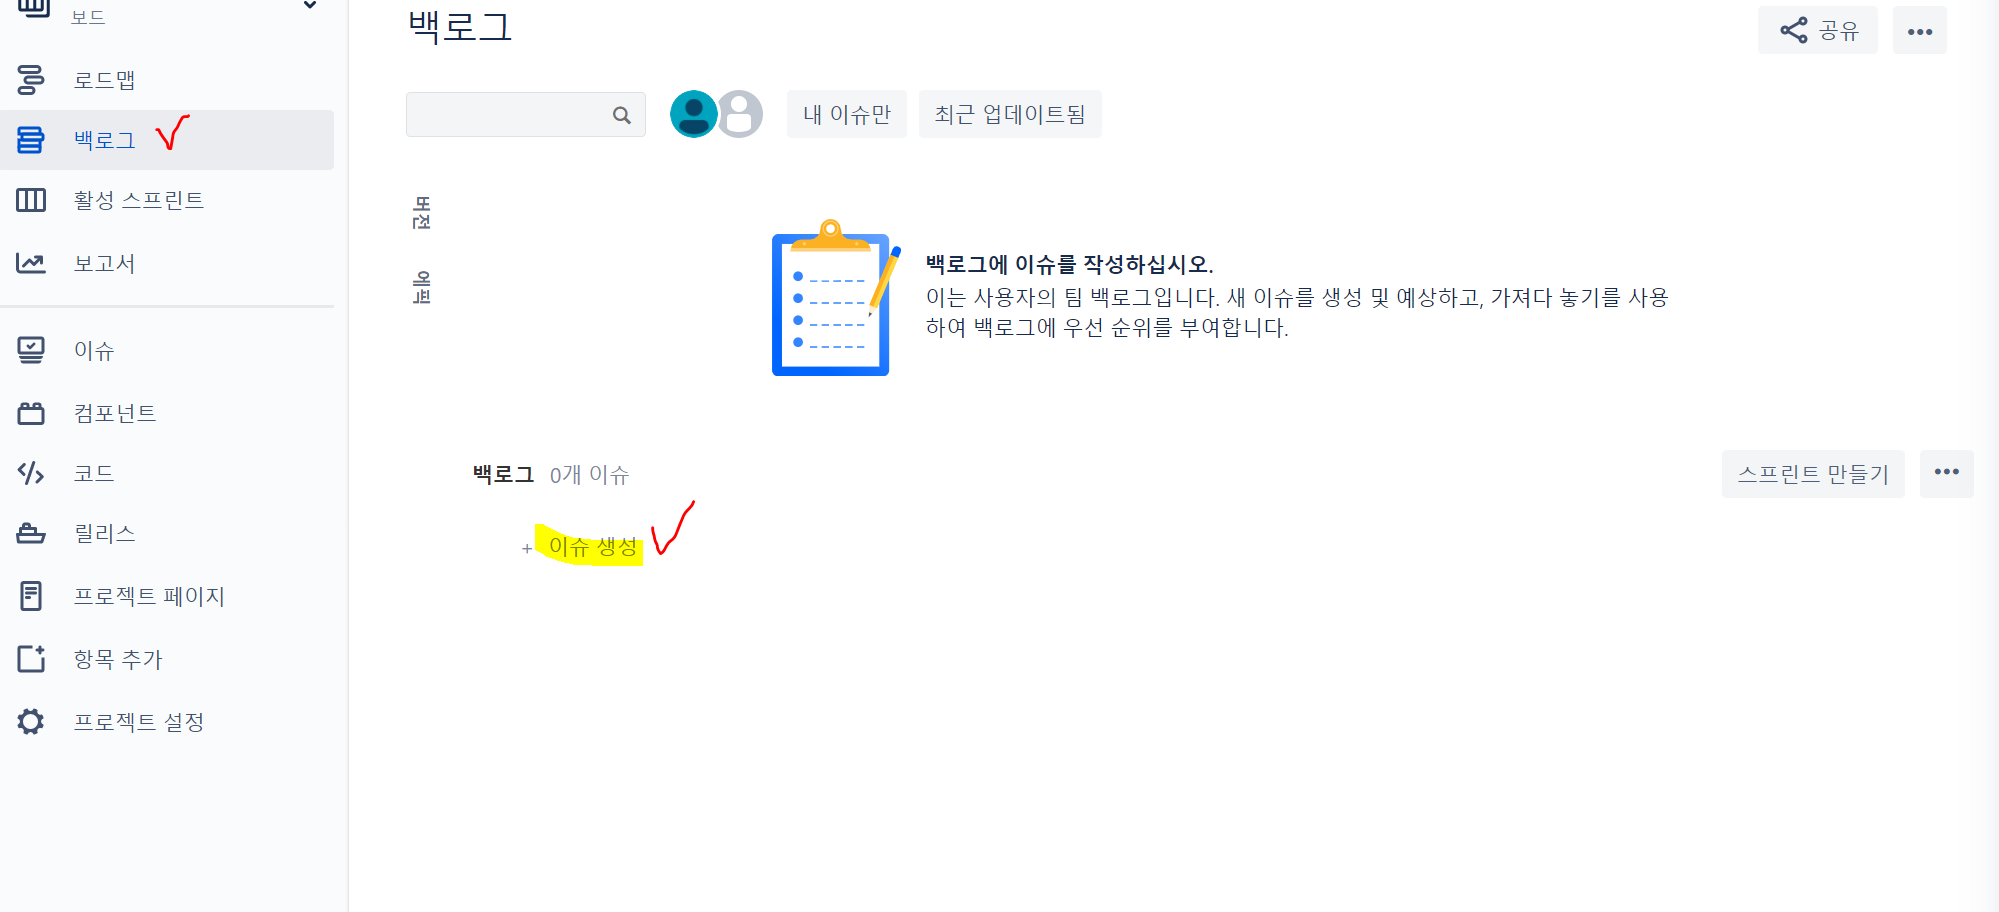 보드
로드맵
백로그
활성 스프린트
보고서
이슈
컴포넌트
코드
릴리스
프로젝트 페이지
항목 추가
프로젝트 설정
백로그
공유
내 이슈만
최근 업데이트됨
버전
에픽
백로그에 이슈를 작성하십시오.
이는 사용자의 팀 백로그입니다. 새 이슈를 생성 및 예상하고, 가져다 놓기를 사용
하여 백로그에 우선 순위를 부여합니다.
백로그 0개 이슈
스프린트 만들기
+ 이슈 생성